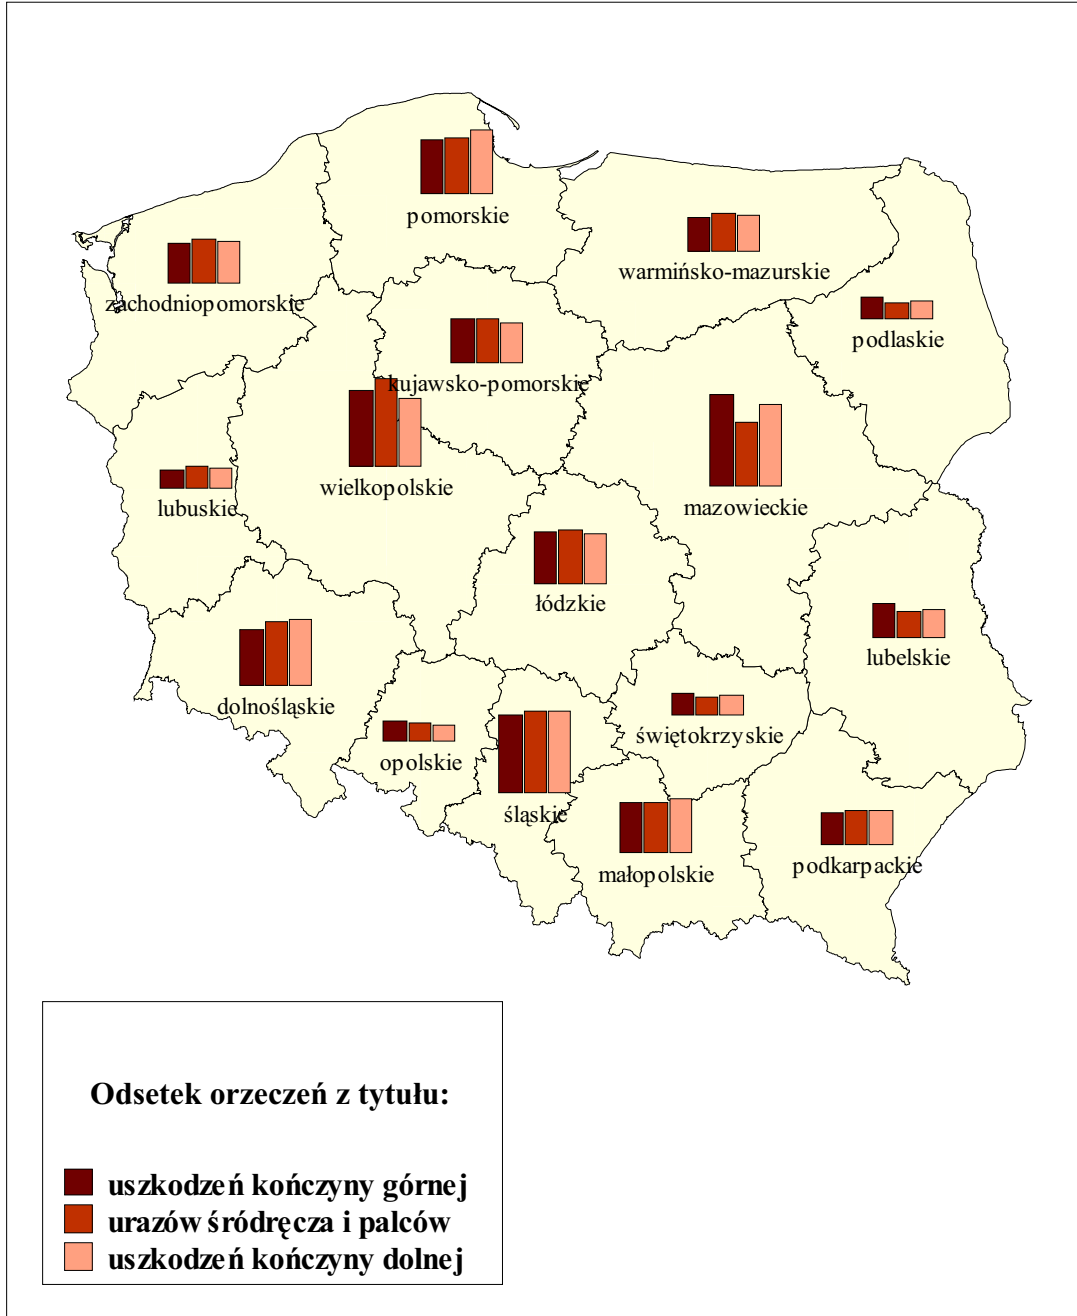 pomorskie
warmińsko-mazurskie
zachodniopomorskie
podlaskie
kujawsko-pomorskie
wielkopolskie
lubuskie
mazowieckie
łódzkie
lubelskie
dolnośląskie
świętokrzyskie
opolskie
śląskie
małopolskie
podkarpackie
Odsetek orzeczeń z tytułu:
uszkodzeń kończyny górnej
urazów śródręcza i palców
uszkodzeń kończyny dolnej